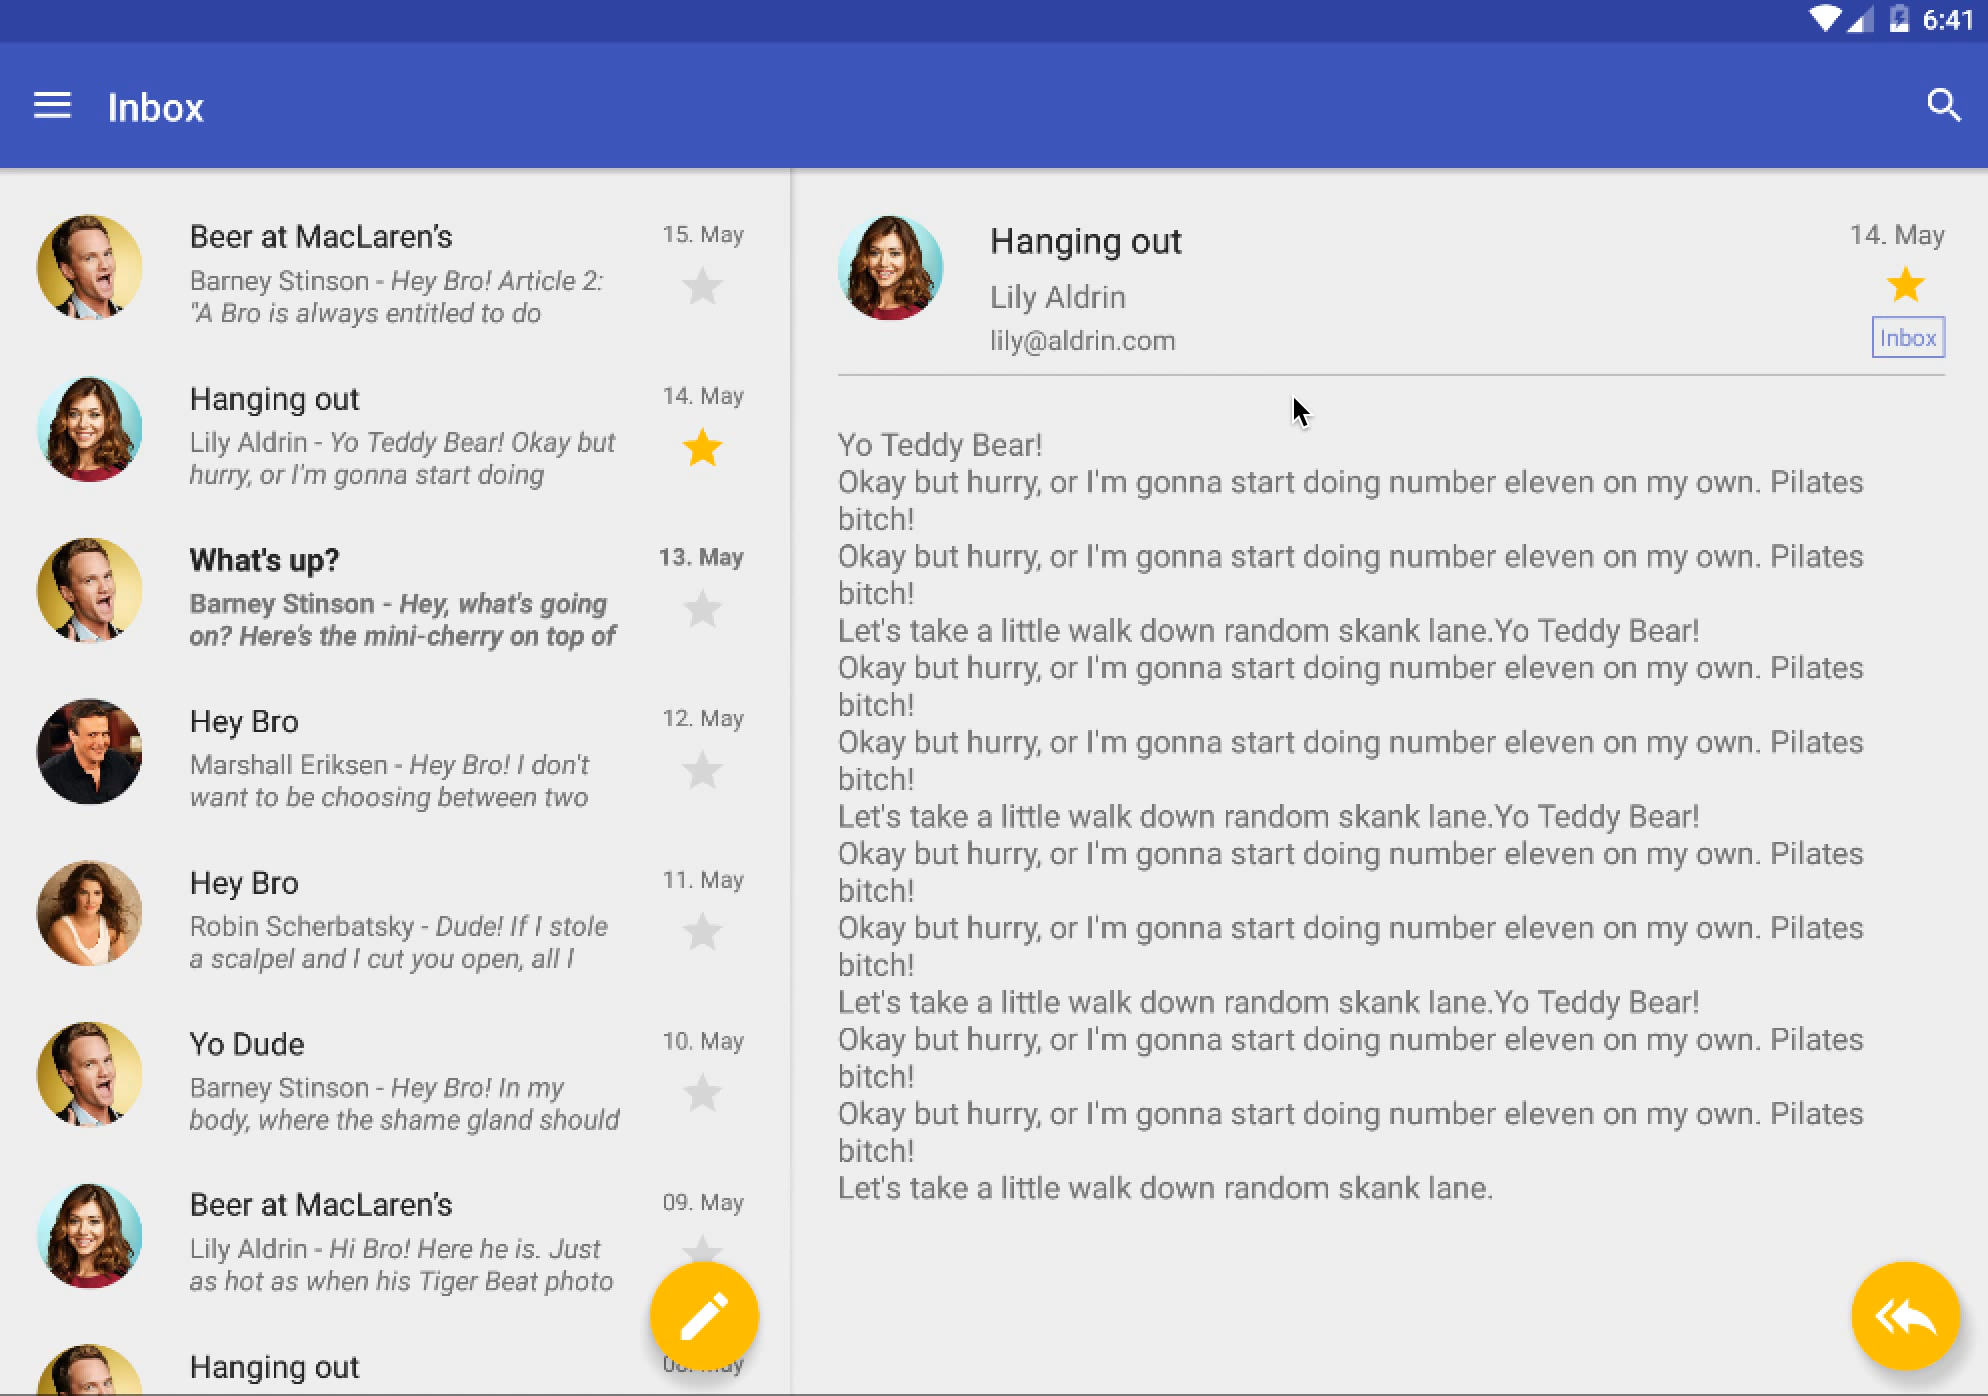 6:41
Inbox
Beer at MacLaren's
15. May
Barney Stinson - Hey Bro! Article 2:
"A Bro is always entitled to do
Hanging out
14. May
Lily Aldrin - Yo Teddy Bear! Okay but
hurry, or I'm gonna start doing
What's up?
13. May
Barney Stinson - Hey, what's going
on? Here's the mini-cherry on top of
Hey Bro
12. May
Marshall Eriksen - Hey Bro! I don't
want to be choosing between two
Hey Bro
11. May
Robin Scherbatsky - Dude! If I stole
a scalpel and I cut you open, all I
Yo Dude
10. May
Barney Stinson - Hey Bro! In my
body, where the shame gland should
Beer at MacLaren's
09. May
Lily Aldrin - Hi Bro! Here he is. Just
as hot as when his Tiger Beat photo
Hanging out
Hanging out
14. May
Lily Aldrin
lily@aldrin.com
Inbox
Yo Teddy Bear!
Okay but hurry, or I'm gonna start doing number eleven on my own. Pilates
bitch!
Okay but hurry, or I'm gonna start doing number eleven on my own. Pilates
bitch!
Let's take a little walk down random skank lane.Yo Teddy Bear!
Okay but hurry, or I'm gonna start doing number eleven on my own. Pilates
bitch!
Okay but hurry, or I'm gonna start doing number eleven on my own. Pilates
bitch!
Let's take a little walk down random skank lane.Yo Teddy Bear!
Okay but hurry, or I'm gonna start doing number eleven on my own. Pilates
bitch!
Okay but hurry, or I'm gonna start doing number eleven on my own. Pilates
bitch!
Let's take a little walk down random skank lane.Yo Teddy Bear!
Okay but hurry, or I'm gonna start doing number eleven on my own. Pilates
bitch!
Okay but hurry, or I'm gonna start doing number eleven on my own. Pilates
bitch!
Let's take a little walk down random skank lane.